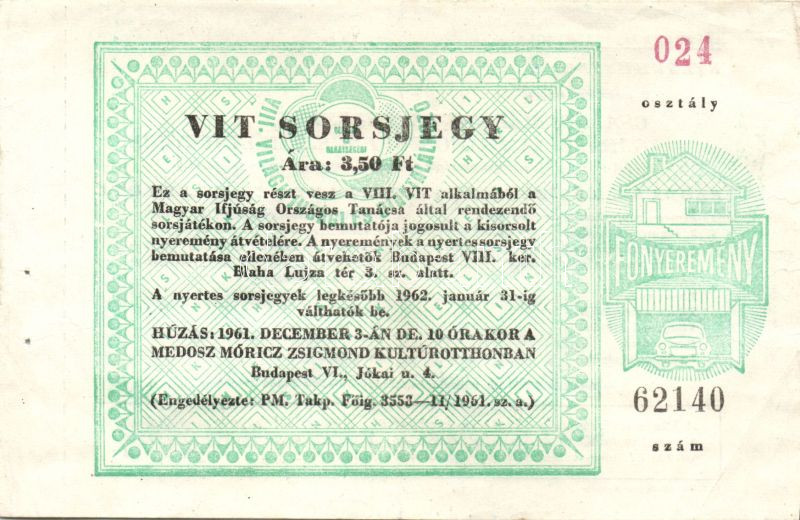 024
osztály
VIT SORSJEGY
Ára: 3,50 Ft
Ez a sorsjegy részt vesz a VIII. VIT alkalmából a
Magyar Ifjúság Országos Tanácsa által rendezendő
sorsjátékon. A sorsjegy bemutatója jogosult a kisorsolt
nyeremény átvételére. A nyeremények a nyertes sorsjegy
bemutatása ellenében átvehetők Budapest VIII. ker.
Blaha Lujza tér 3. sz. alatt.
A nyertes sorsjegyek legkésőbb 1962. január 31-ig
válthatók be.
HÚZÁS: 1961. DECEMBER 3-ÁN DE. 10 ÓRAKOR A
MEDOSZ MÓRICZ ZSIGMOND KULTÚROTTHONBAN
Budapest VI., Jókai u. 4.
(Engedélyezte: PM. Takp. Főig. 3553—11/1961. sz. a.)
FŐNYEREMÉNY
62140
szám